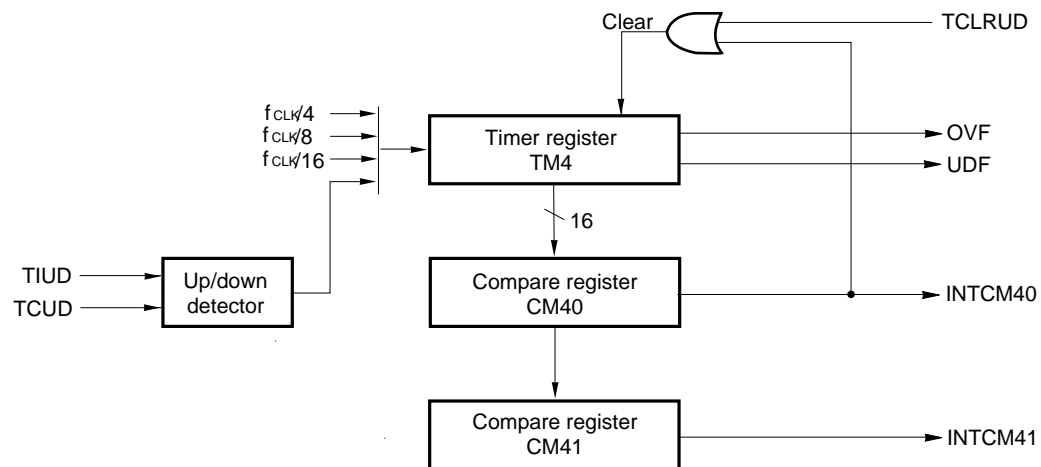 Clear
TCLRUD
fCLK/4
fCLK/8
fCLK/16
Timer register
TM4
OVF
UDF
16
TIUD
TCUD
Up/down
detector
Compare register
CM40
INTCM40
Compare register
CM41
INTCM41